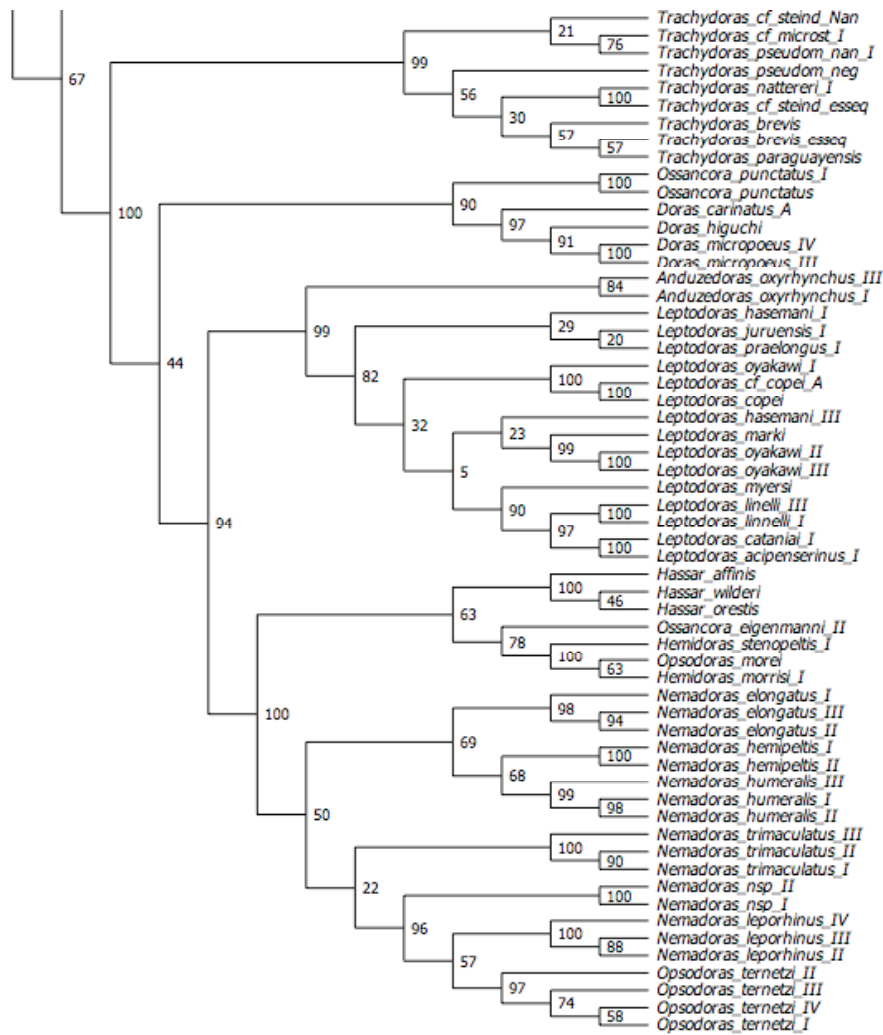 Trachydoras_cf_steind_Nan
21
Trachydoras_cf_microst_I
76
Trachydoras_pseudom_nan_I
99
67
Trachydoras_pseudom_neg
56
Trachydoras_nattereri_I
100
Trachydoras_cf_steind_esseq
30
Trachydoras_brevis
57
Trachydoras_brevis_esseq
57
Trachydoras_paraguayensis
Ossancora_punctatus_I
100
Ossancora_punctatus
90
100
Doras_carinatus_A
97
Doras_higuchi
91
Doras_micropoeus_IV
100
Doras_micropoeus_III
Anduzedoras_oxyrhynchus_III
84
Anduzedoras_oxyrhynchus_I
Leptodoras_hasemani_I
99
29
Leptodoras_juruensis_I
20
Leptodoras_praelongus_I
44
Leptodoras_oyakawi_I
82
100
Leptodoras_cf_copei_A
100
Leptodoras_copei
Leptodoras_hasemani_III
32
23
Leptodoras_marki
99
Leptodoras_oyakawi_II
100
Leptodoras_oyakawi_III
5
Leptodoras_myersi
90
Leptodoras_linelli_III
100
Leptodoras_linnelli_I
94
97
Leptodoras_cataniai_I
100
Leptodoras_acipenserinus_I
Hassar_affinis
100
Hassar_wilderi
46
Hassar_orestis
63
Ossancora_eigenmanni_II
78
Hemidoras_stenopeltis_I
100
Opsodoras_morei
63
Hemidoras_morrisi_I
Nemadoras_elongatus_I
98
Nemadoras_elongatus_III
94
Nemadoras_elongatus_II
100
69
Nemadoras_hemipeltis_I
100
Nemadoras_hemipeltis_II
68
Nemadoras_humeralis_III
99
Nemadoras_humeralis_I
98
Nemadoras_humeralis_II
50
Nemadoras_trimaculatus_III
100
Nemadoras_trimaculatus_II
90
Nemadoras_trimaculatus_I
22
Nemadoras_nsp_II
100
Nemadoras_nsp_I
96
Nemadoras_leporhinus_IV
100
Nemadoras_leporhinus_III
88
Nemadoras_leporhinus_II
57
Opsodoras_ternetzi_II
97
Opsodoras_ternetzi_III
74
Opsodoras_ternetzi_IV
58
Opsodoras_ternetzi_I